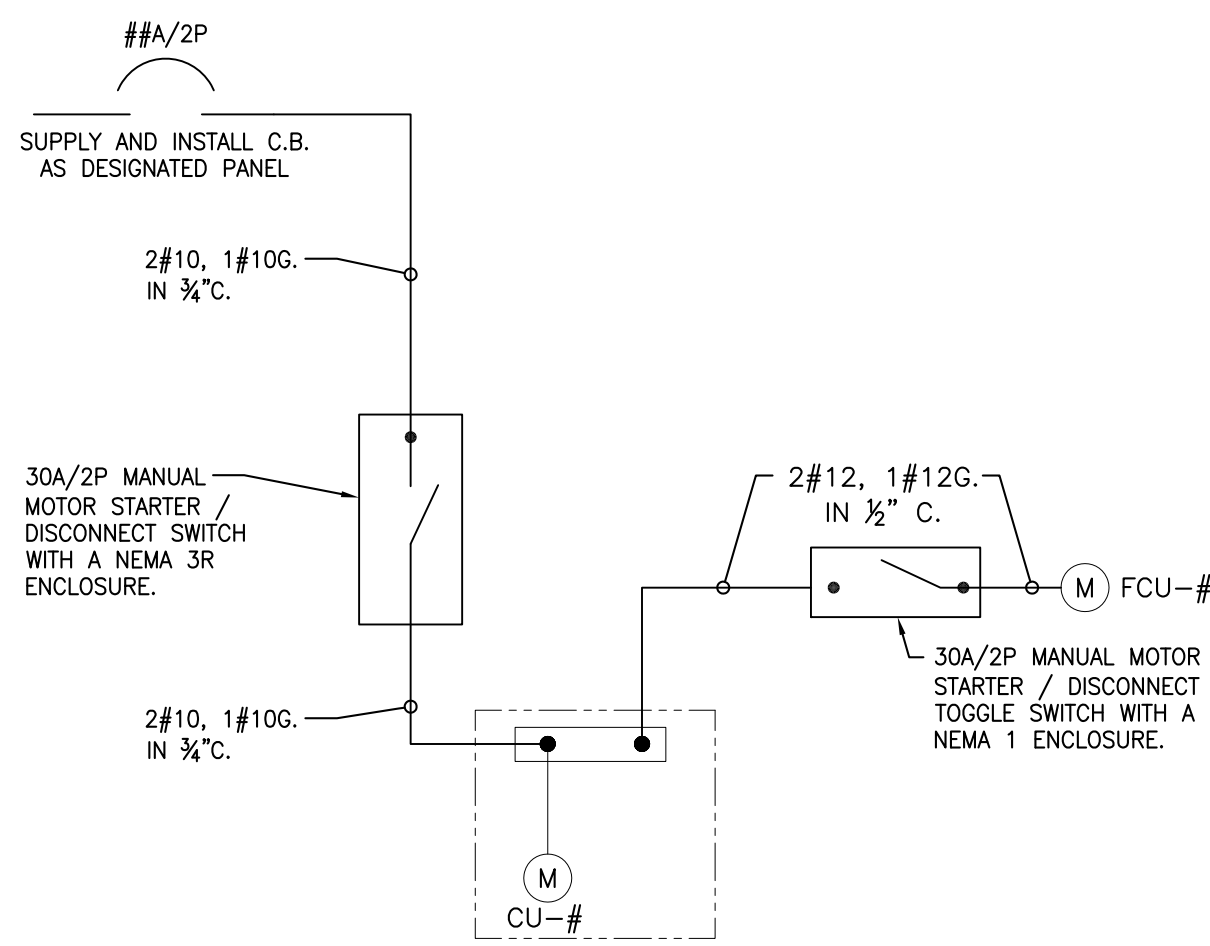 ##A/2P
SUPPLY AND INSTALL C.B.
AS DESIGNATED PANEL
2#10, 1#10G.
IN ¾"C.
30A/2P MANUAL
MOTOR STARTER /
DISCONNECT SWITCH
WITH A NEMA 3R
ENCLOSURE.
2#12, 1#12G.
IN ½" C.
M
FCU-#
30A/2P MANUAL MOTOR
STARTER / DISCONNECT
TOGGLE SWITCH WITH A
NEMA 1 ENCLOSURE.
2#10, 1#10G.
IN ¾"C.
M
CU-#